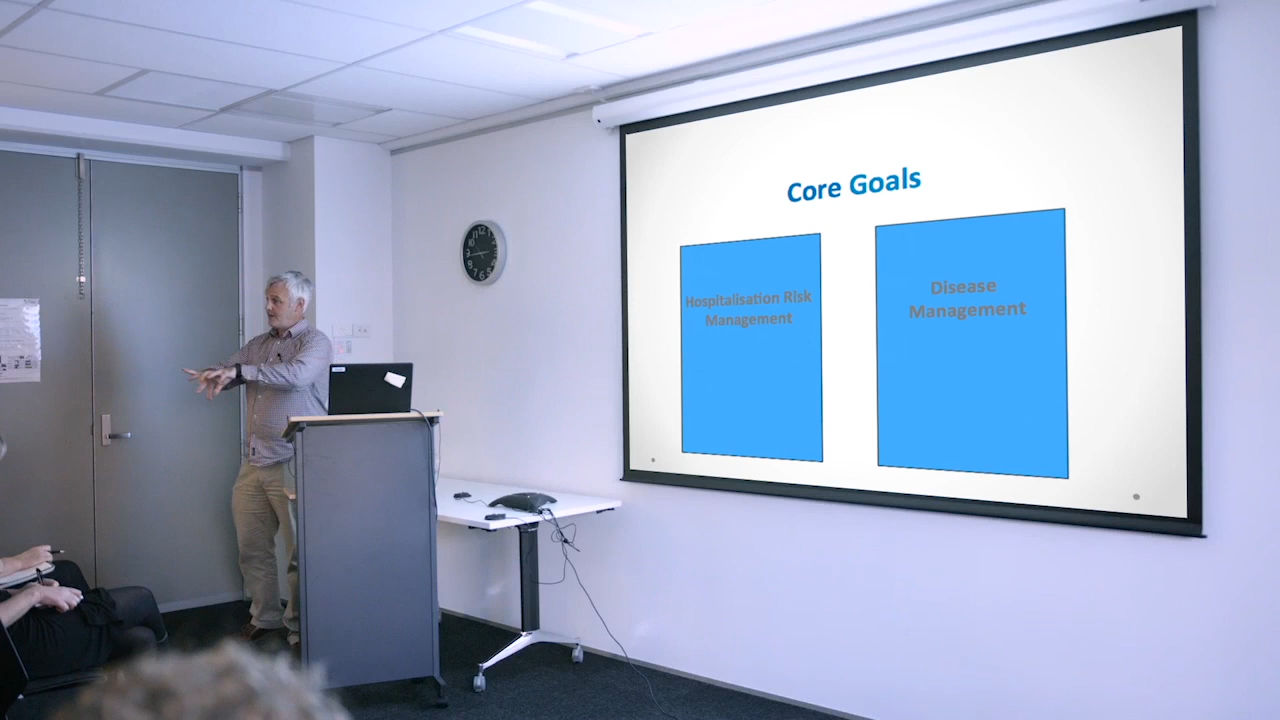 Core Goals
Hospitalisation Risk
Management
Disease
Management